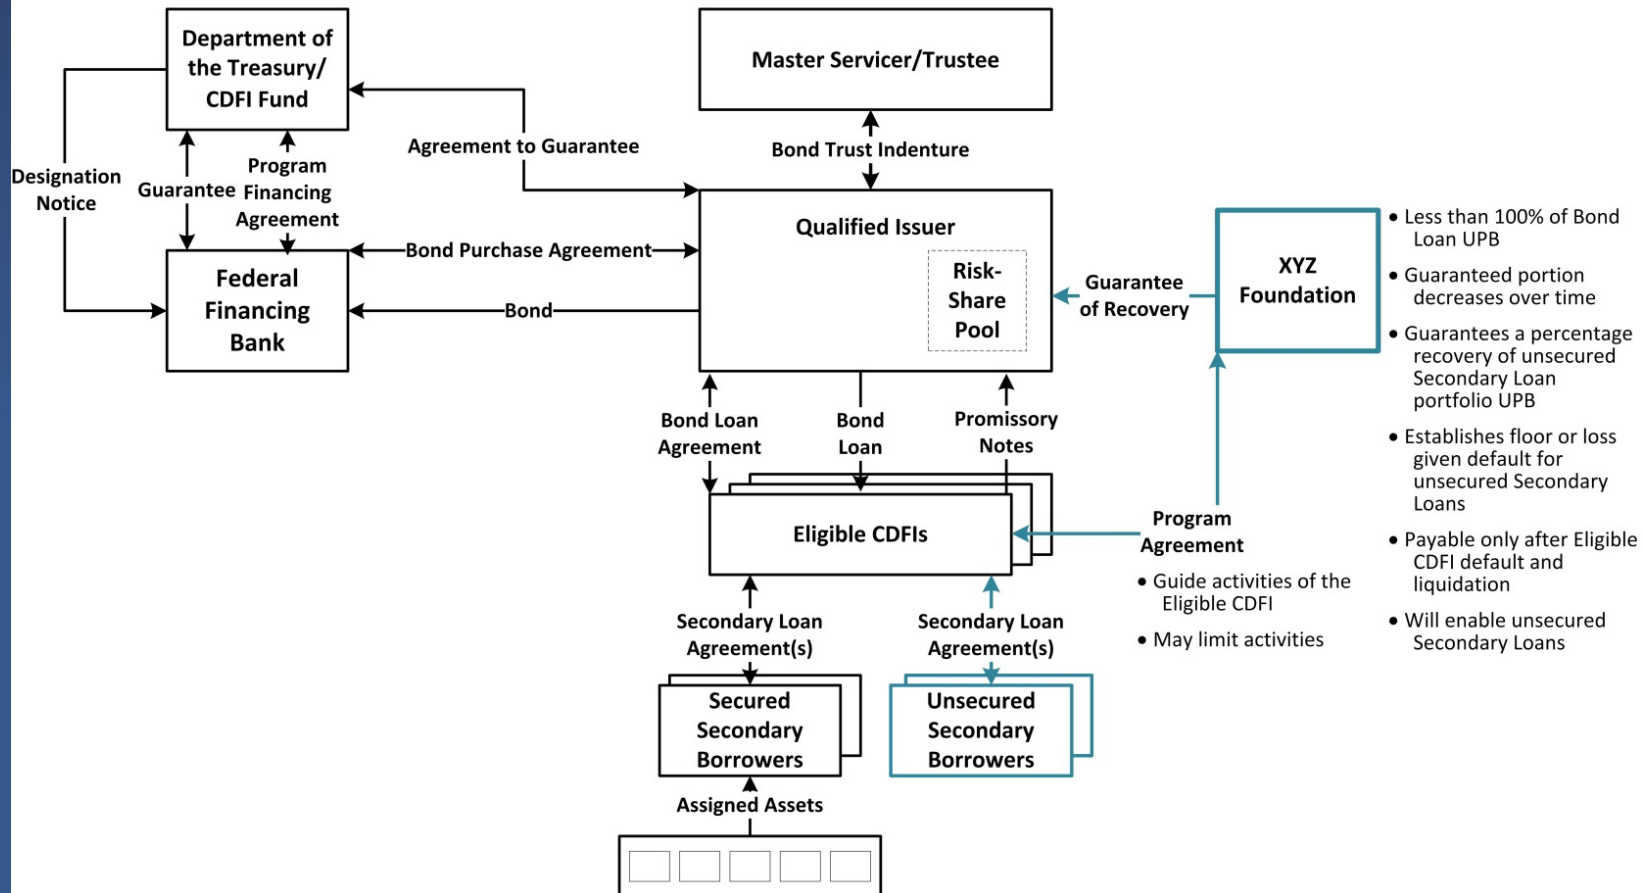 Department of
the Treasury/
CDFI Fund
Master Servicer/Trustee
Agreement to Guarantee
Bond Trust Indenture
Designation
Notice
Guarantee
Program
Financing
Agreement
Bond Purchase Agreement
Federal
Financing
Bank
Bond
Qualified Issuer
Risk-
Share
Pool
Guarantee
of Recovery
XYZ
Foundation
• Less than 100% of Bond
Loan UPB
• Guaranteed portion
decreases over time
• Guarantees a percentage
recovery of unsecured
Secondary Loan
portfolio UPB
• Establishes floor or loss
given default for
unsecured Secondary
Loans
• Payable only after Eligible
CDFI default and
liquidation
• Will enable unsecured
Secondary Loans
Bond Loan
Agreement
Bond
Loan
Promissory
Notes
Eligible CDFIs
Program
Agreement
• Guide activities of the
Eligible CDFI
• May limit activities
Secondary Loan
Agreement(s)
Secondary Loan
Agreement(s)
Secured
Secondary
Borrowers
Unsecured
Secondary
Borrowers
Assigned Assets